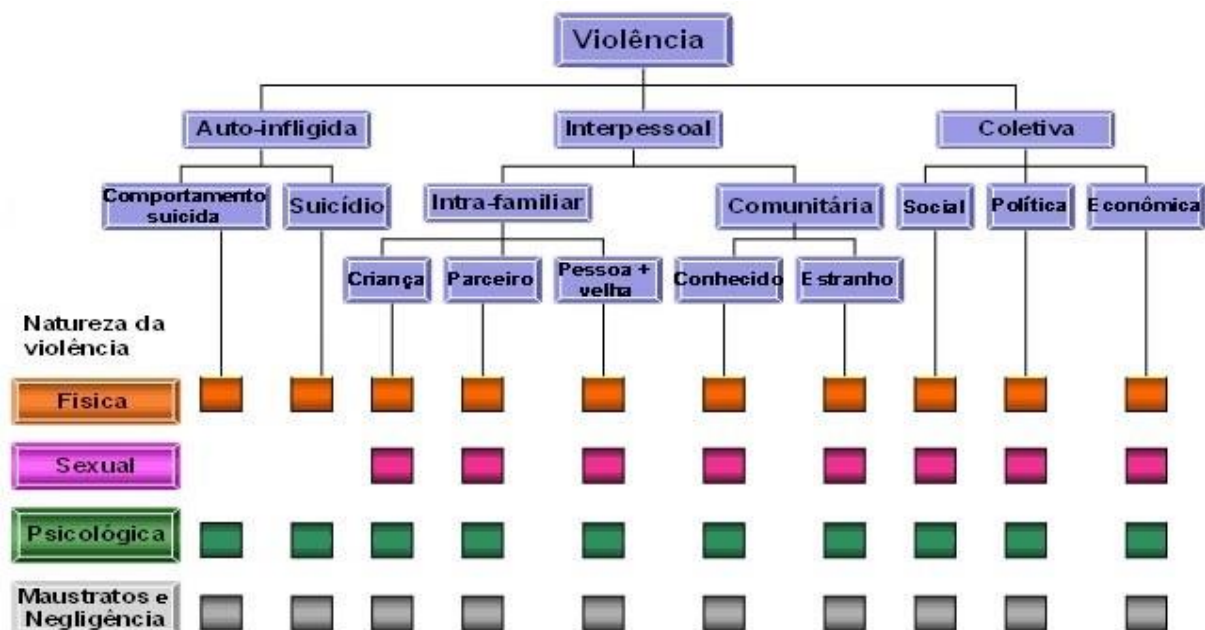 Violência
Auto-infligida
Interpessoal
Coletiva
Comportamento
suicida
Suicídio
Intra-familiar
Comunitária
Social
Política
Econômica
Criança
Parceiro
Pessoa +
velha
Conhecido
Estranho
Natureza da
violência
Física
Sexual
Psicológica
Maustratos e
Negligência